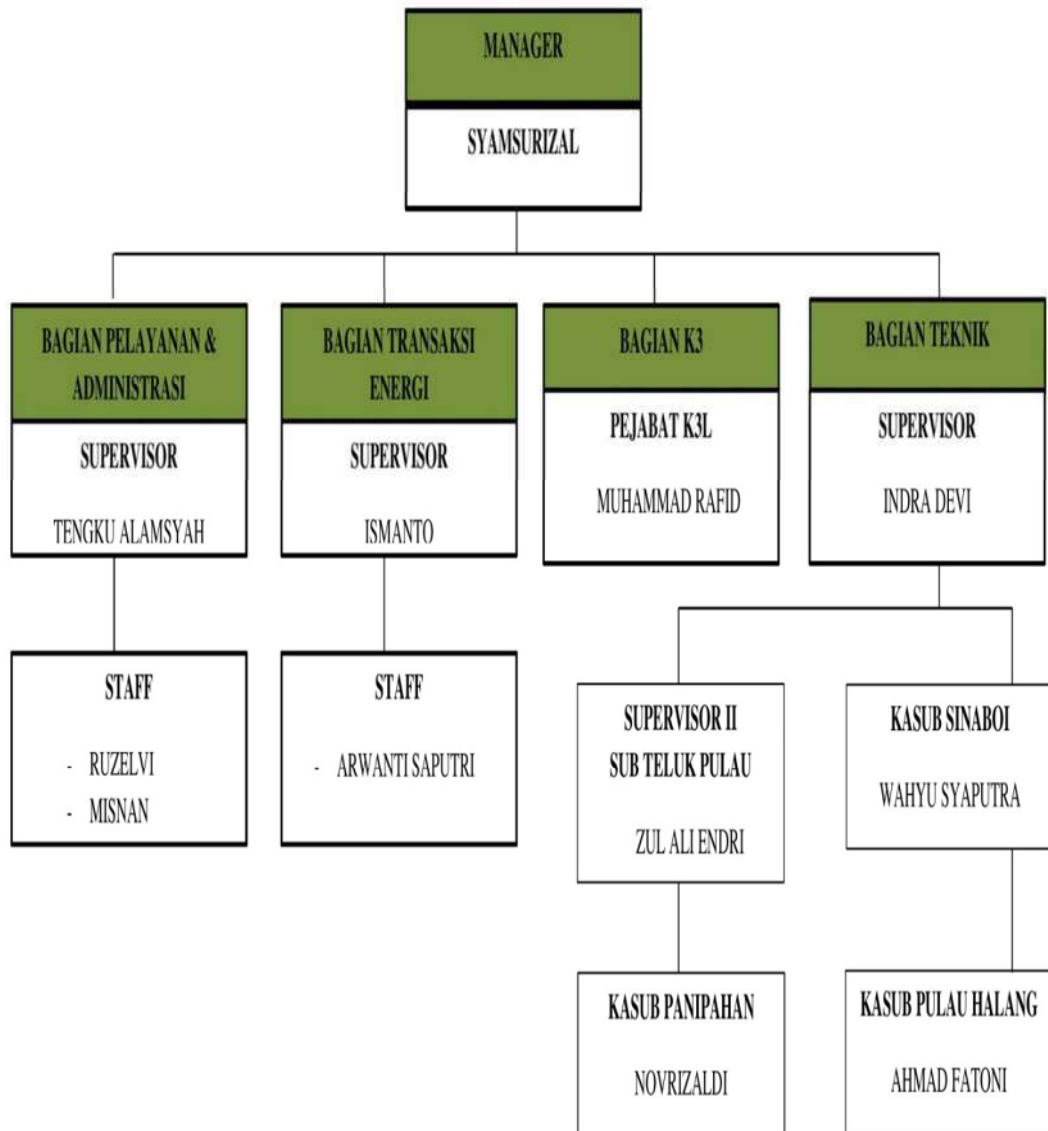 MANAGER
SYAMSURIZAL
BAGIAN PELAYANAN &
ADMINISTRASI
SUPERVISOR
TENGKU ALAMSYAH
BAGIAN TRANSAKSI
ENERGI
SUPERVISOR
ISMANTO
BAGIAN K3
PEJABAT K3L
MUHAMMAD RAFID
BAGIAN TEKNIK
SUPERVISOR
INDRA DEVI
STAFF
- RUZELVI
- MISNAN
STAFF
- ARWANTI SAPUTRI
SUPERVISOR II
SUB TELUK PULAU
ZUL ALI ENDRI
KASUB SINABOI
WAHYU SYAPUTRA
KASUB PANIPAHAN
NOVRIZALDI
KASUB PULAU HALANG
AHMAD FATONI